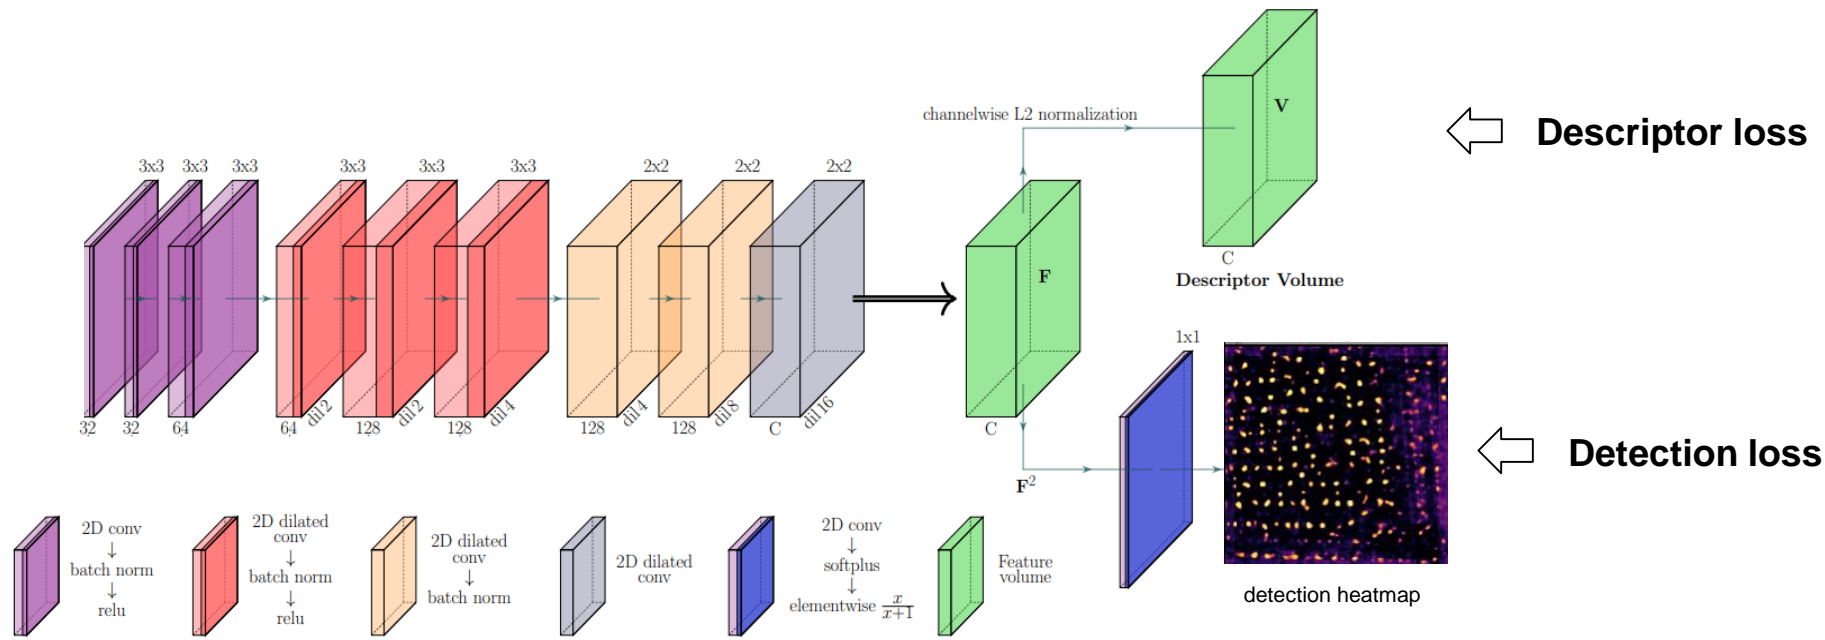 channelwise L2 normalization
V
Descriptor loss
C
Descriptor Volume
3x3 3x3 3x3 3x3 3x3 3x3 2x2 2x2 2x2
F
32 32 64 64 dil2 128 dil2 128 dil4 128 dil4 128 dil8 C dil16 C
1x1
F²
Detection loss
detection heatmap
2D conv
↓
batch norm
↓
relu
2D dilated
conv
↓
batch norm
↓
relu
2D dilated
conv
↓
batch norm
2D dilated
conv
2D conv
↓
softplus
↓
elementwise x/x+1
Feature
volume